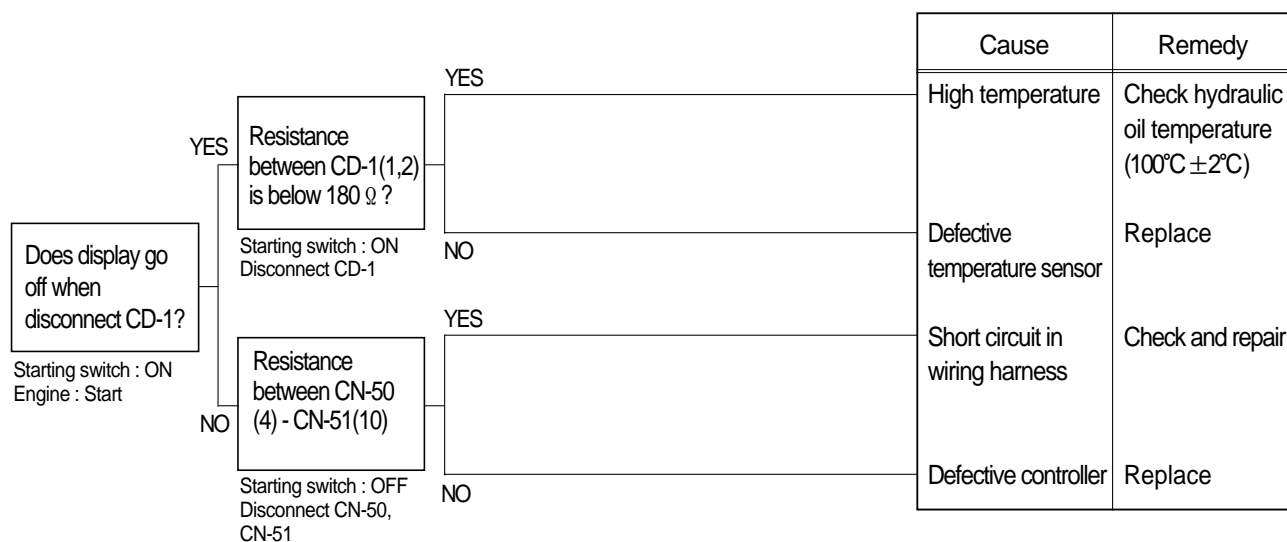 Cause
Remedy
YES
High temperature
Check hydraulic
oil temperature
(100℃ ±2℃)
YES
Resistance
between CD-1(1,2)
is below 180 Ω ?
Starting switch : ON
Disconnect CD-1
NO
Defective
temperature sensor
Replace
Does display go
off when
disconnect CD-1?
Starting switch : ON
Engine : Start
YES
Short circuit in
wiring harness
Check and repair
NO
Resistance
between CN-50
(4) - CN-51(10)
Starting switch : OFF
Disconnect CN-50,
CN-51
NO
Defective controller
Replace